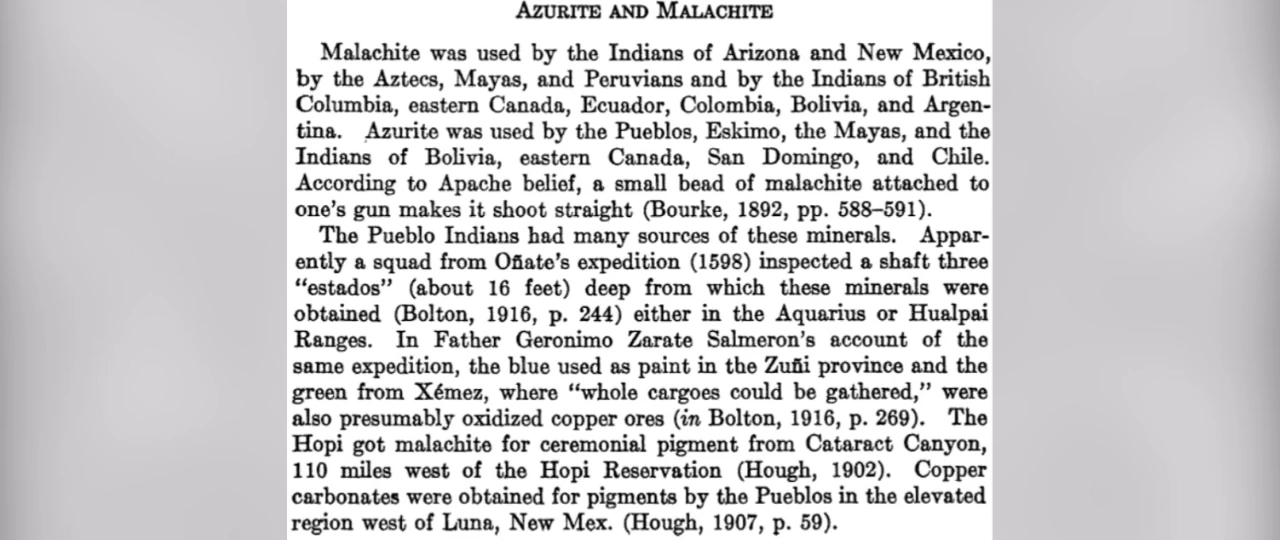 AZURITE AND MALACHITE
Malachite was used by the Indians of Arizona and New Mexico,
by the Aztecs, Mayas, and Peruvians and by the Indians of British
Columbia, eastern Canada, Ecuador, Colombia, Bolivia, and Argen-
tina. Azurite was used by the Pueblos, Eskimo, the Mayas, and the
Indians of Bolivia, eastern Canada, San Domingo, and Chile.
According to Apache belief, a small bead of malachite attached to
one's gun makes it shoot straight (Bourke, 1892, pp. 588–591).
The Pueblo Indians had many sources of these minerals. Appar-
ently a squad from Oñate's expedition (1598) inspected a shaft three
"estados" (about 16 feet) deep from which these minerals were
obtained (Bolton, 1916, p. 244) either in the Aquarius or Hualpai
Ranges. In Father Geronimo Zarate Salmeron's account of the
same expedition, the blue used as paint in the Zuñi province and the
green from Xémez, where "whole cargoes could be gathered," were
also presumably oxidized copper ores (in Bolton, 1916, p. 269). The
Hopi got malachite for ceremonial pigment from Cataract Canyon,
110 miles west of the Hopi Reservation (Hough, 1902). Copper
carbonates were obtained for pigments by the Pueblos in the elevated
region west of Luna, New Mex. (Hough, 1907, p. 59).